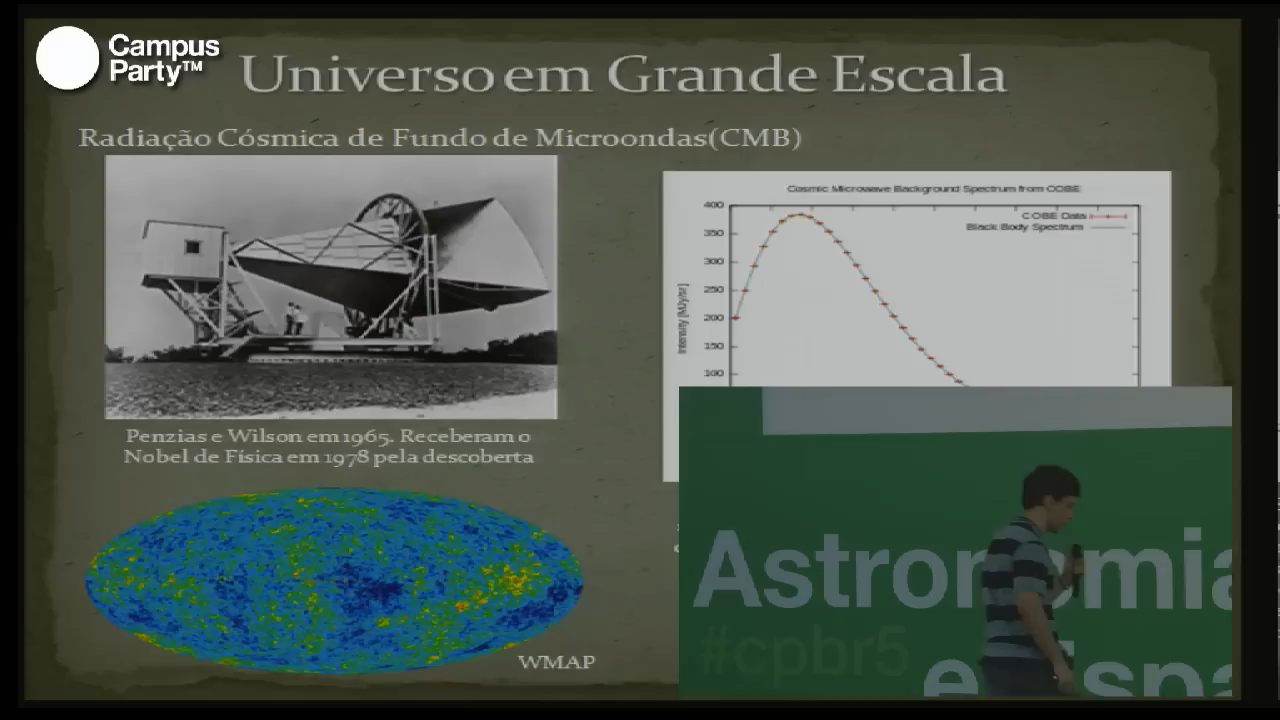 Campus
Party™
Universo em Grande Escala
Radiação Cósmica de Fundo de Microondas(CMB)
Cosmic Microwave Background Spectrum from COBE
COBE Data
Black Body Spectrum
400
350
300
250
200
150
100
Intensity [MJy/sr]
Penzias e Wilson em 1965. Receberam o
Nobel de Física em 1978 pela descoberta
WMAP
Astronomia
#cpbr5
e Espa